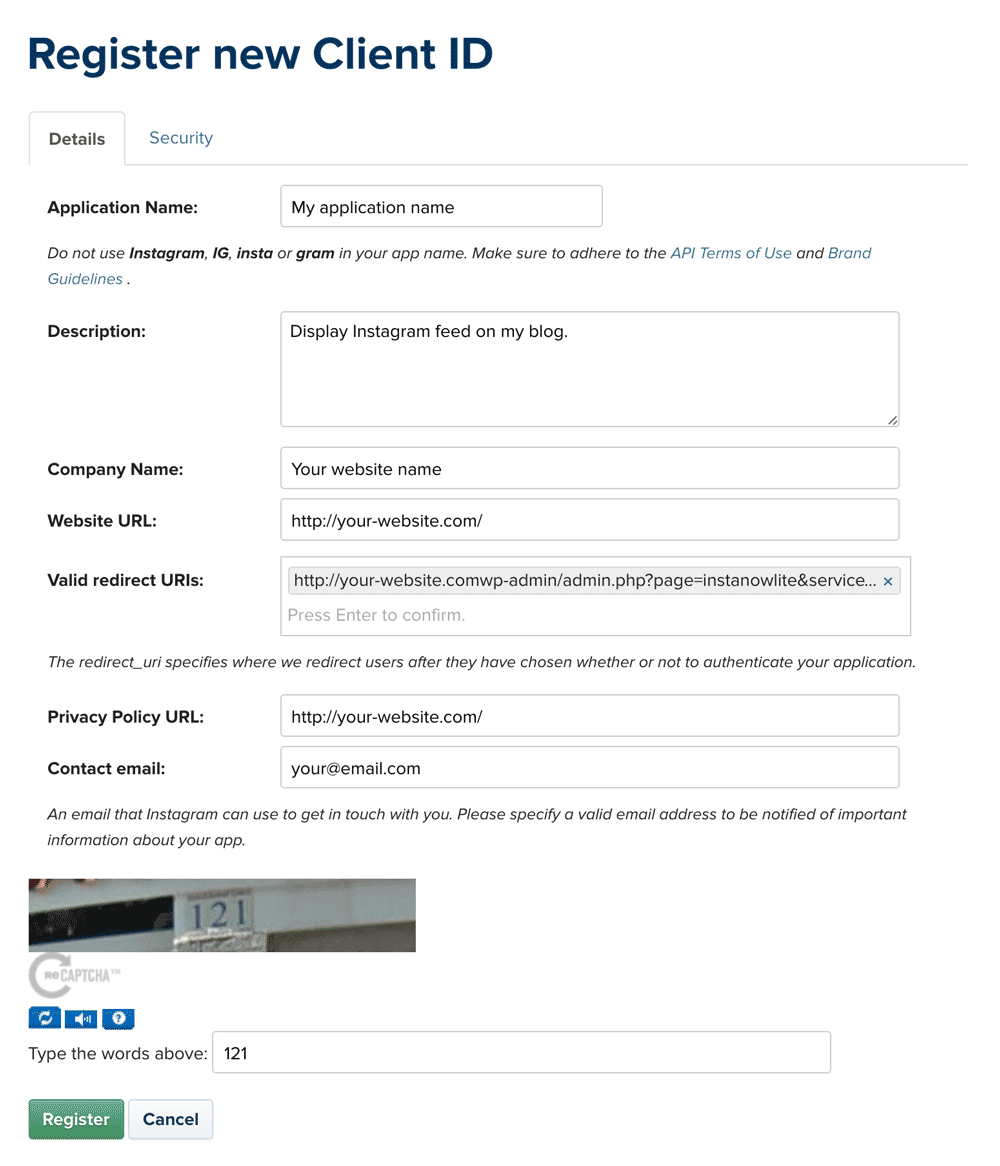 Register new Client ID
Details
Security
Application Name:
My application name
Do not use Instagram, IG, insta or gram in your app name. Make sure to adhere to the API Terms of Use and Brand
Guidelines .
Description:
Display Instagram feed on my blog.
Company Name:
Your website name
Website URL:
http://your-website.com/
Valid redirect URIs:
http://your-website.comwp-admin/admin.php?page=instanowlite&service... ×
Press Enter to confirm.
The redirect_uri specifies where we redirect users after they have chosen whether or not to authenticate your application.
Privacy Policy URL:
http://your-website.com/
Contact email:
your@email.com
An email that Instagram can use to get in touch with you. Please specify a valid email address to be notified of important
information about your app.
121
reCAPTCHA™
?
Type the words above:
121
Register
Cancel